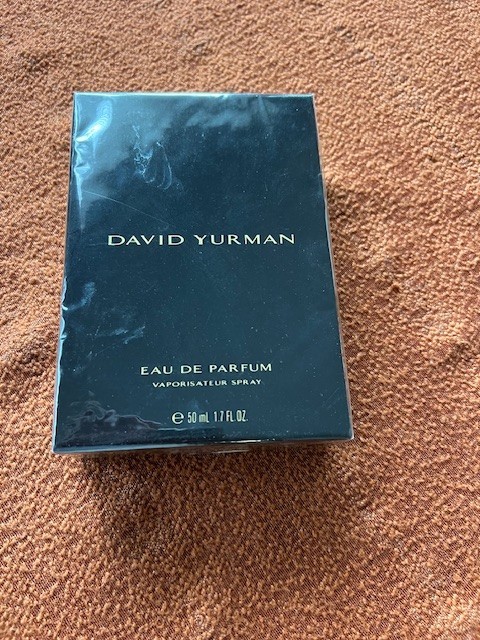 DAVID YURMAN
EAU DE PARFUM
VAPORISATEUR SPRAY
℮ 50 mL 1.7 FL. OZ.